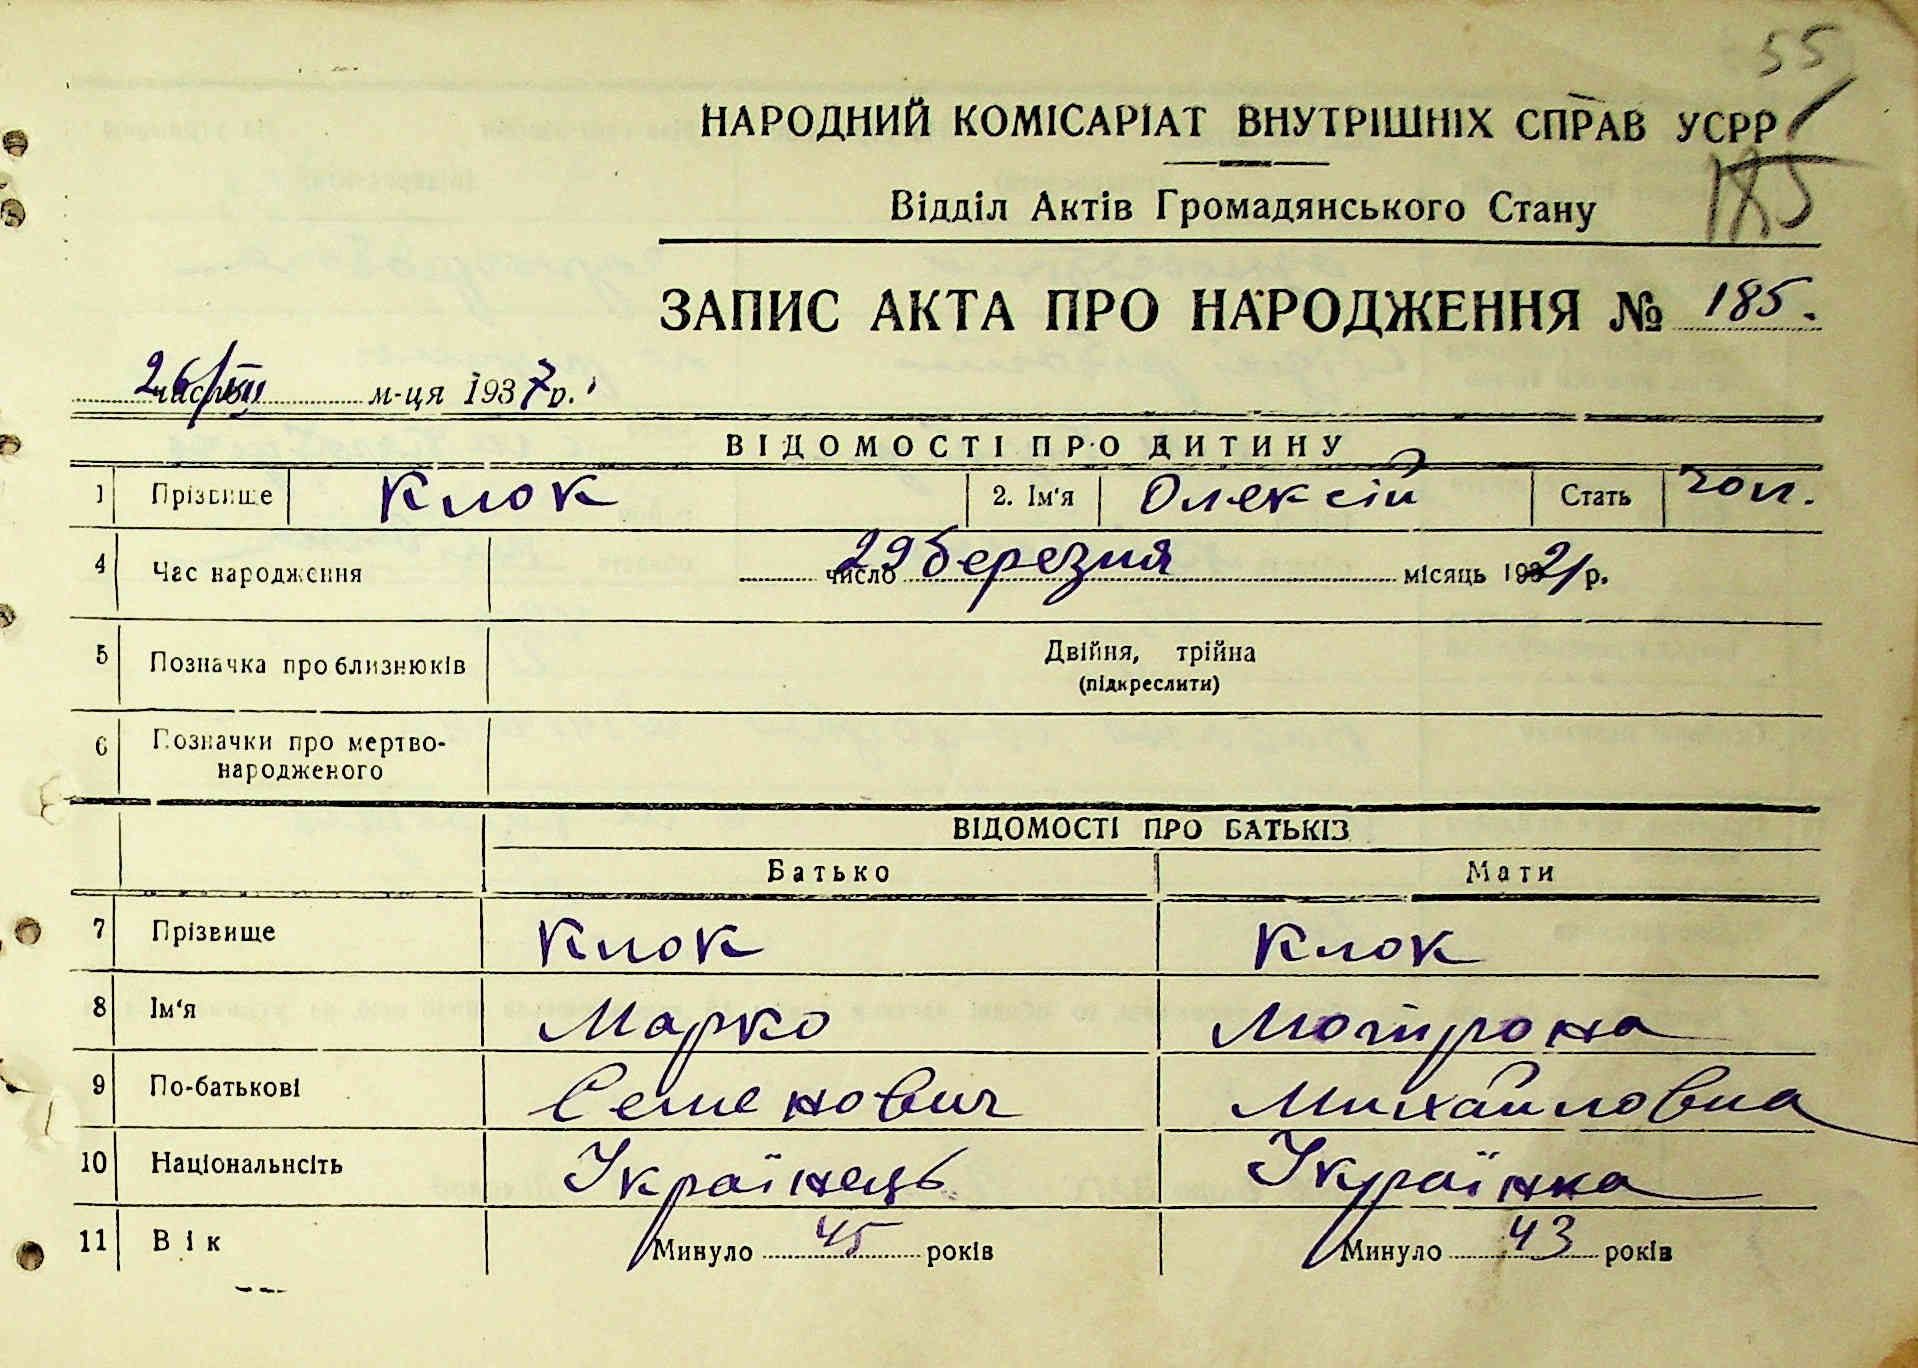 55
НАРОДНИЙ КОМІСАРІАТ ВНУТРІШНІХ СПРАВ УСРР
185
Відділ Актів Громадянського Стану
ЗАПИС АКТА ПРО НАРОДЖЕННЯ № 185.
26/XII числа м-ця 1937 р.
ВІДОМОСТІ ПРО ДИТИНУ
1 Прізвище Клок 2. Ім'я Олексій Стать чол.
4 Час народження 29 число березня місяць 1921 р.
5 Позначка про близнюків Двійня, трійна
(підкреслити)
6 Позначки про мертво-
народженого
ВІДОМОСТІ ПРО БАТЬКІВ
Батько Мати
7 Прізвище Клок Клок
8 Ім'я Марко Мотрона
9 По-батькові Семенович Михайловна
10 Національнсіть Українець Українка
11 Вік Минуло 45 років Минуло 43 років